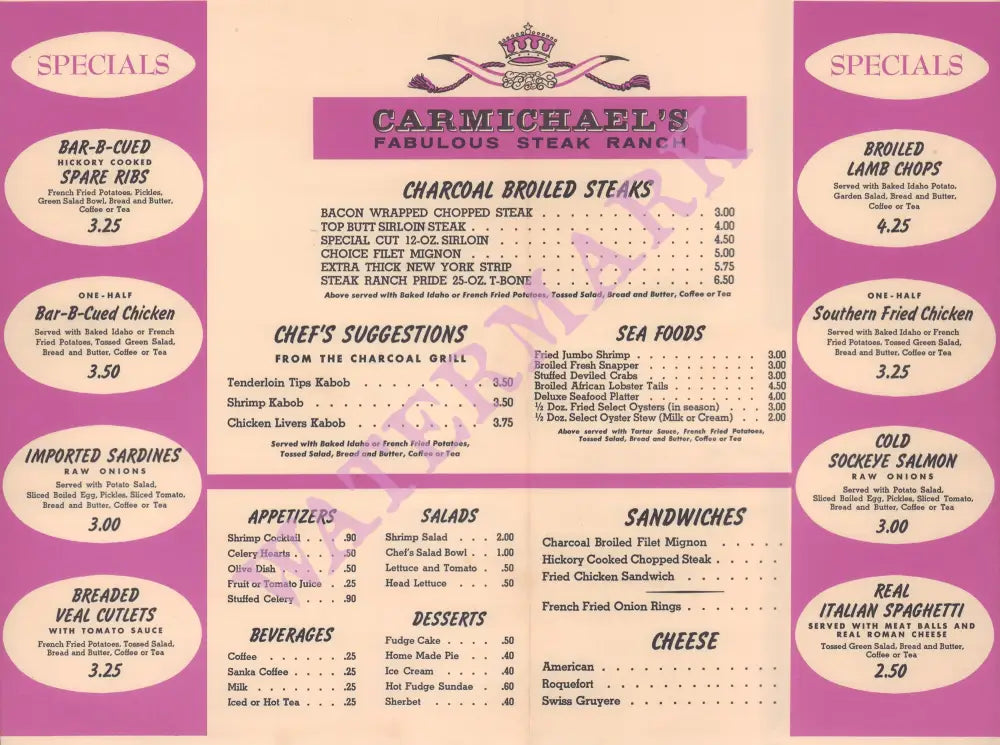 SPECIALS
BAR-B-CUED
HICKORY COOKED
SPARE RIBS
French Fried Potatoes, Pickles,
Green Salad Bowl, Bread and Butter,
Coffee or Tea
3.25
ONE-HALF
Bar-B-Cued Chicken
Served with Baked Idaho or French
Fried Potatoes, Tossed Green Salad,
Bread and Butter, Coffee or Tea
3.50
IMPORTED SARDINES
RAW ONIONS
Served with Potato Salad,
Sliced Boiled Egg, Pickles, Sliced Tomato,
Bread and Butter, Coffee or Tea
3.00
BREADED
VEAL CUTLETS
WITH TOMATO SAUCE
French Fried Potatoes, Tossed Salad,
Bread and Butter, Coffee or Tea
3.25
CARMICHAEL'S
FABULOUS STEAK RANCH
CHARCOAL BROILED STEAKS
BACON WRAPPED CHOPPED STEAK . . . . . . . . . . . . 3.00
TOP BUTT SIRLOIN STEAK . . . . . . . . . . . . 4.00
SPECIAL CUT 12-OZ. SIRLOIN . . . . . . . . . . . . 4.50
CHOICE FILET MIGNON . . . . . . . . . . . . 5.00
EXTRA THICK NEW YORK STRIP . . . . . . . . . . . . 5.75
STEAK RANCH PRIDE 25-OZ. T-BONE . . . . . . . . . . . . 6.50
Above served with Baked Idaho or French Fried Potatoes, Tossed Salad, Bread and Butter, Coffee or Tea
CHEF'S SUGGESTIONS
FROM THE CHARCOAL GRILL
Tenderloin Tips Kabob . . . . . . . . . 3.50
Shrimp Kabob . . . . . . . . . 3.50
Chicken Livers Kabob . . . . . . . . . 3.75
Served with Baked Idaho or French Fried Potatoes,
Tossed Salad, Bread and Butter, Coffee or Tea
SEA FOODS
Fried Jumbo Shrimp . . . . . . . . . 3.00
Broiled Fresh Snapper . . . . . . . . . 3.00
Stuffed Deviled Crabs . . . . . . . . . 3.00
Broiled African Lobster Tails . . . . . . . . 4.50
Deluxe Seafood Platter . . . . . . . . . 4.00
½ Doz. Fried Select Oysters (in season) . . . . 3.00
½ Doz. Select Oyster Stew (Milk or Cream) . . . 2.00
Above served with Tartar Sauce, French Fried Potatoes,
Tossed Salad, Bread and Butter, Coffee or Tea
APPETIZERS
Shrimp Cocktail . . . .90
Celery Hearts . . . . .50
Olive Dish . . . . . .50
Fruit or Tomato Juice . .25
Stuffed Celery . . . . .90
BEVERAGES
Coffee . . . . . . . .25
Sanka Coffee . . . . .25
Milk . . . . . . . . .25
Iced or Hot Tea . . . .25
SALADS
Shrimp Salad . . . 2.00
Chef's Salad Bowl . . 1.00
Lettuce and Tomato . .50
Head Lettuce . . . .50
DESSERTS
Fudge Cake . . . . .50
Home Made Pie . . . .40
Ice Cream . . . . .40
Hot Fudge Sundae . .60
Sherbet . . . . . .40
SANDWICHES
Charcoal Broiled Filet Mignon . . . . .
Hickory Cooked Chopped Steak . . . . .
Fried Chicken Sandwich . . . . . . .
French Fried Onion Rings . . . . . . .
CHEESE
American . . . . . . . . . . . .
Roquefort . . . . . . . . . . . .
Swiss Gruyere . . . . . . . . . .
SPECIALS
BROILED
LAMB CHOPS
Served with Baked Idaho Potato,
Garden Salad, Bread and Butter,
Coffee or Tea
4.25
ONE-HALF
Southern Fried Chicken
Served with Baked Idaho or French
Fried Potatoes, Tossed Green Salad,
Bread and Butter, Coffee or Tea
3.25
COLD
SOCKEYE SALMON
RAW ONIONS
Served with Potato Salad,
Sliced Boiled Egg, Pickles, Sliced Tomato,
Bread and Butter, Coffee or Tea
3.00
REAL
ITALIAN SPAGHETTI
SERVED WITH MEAT BALLS AND
REAL ROMAN CHEESE
Tossed Green Salad, Bread and Butter,
Coffee or Tea
2.50
WATERMARK